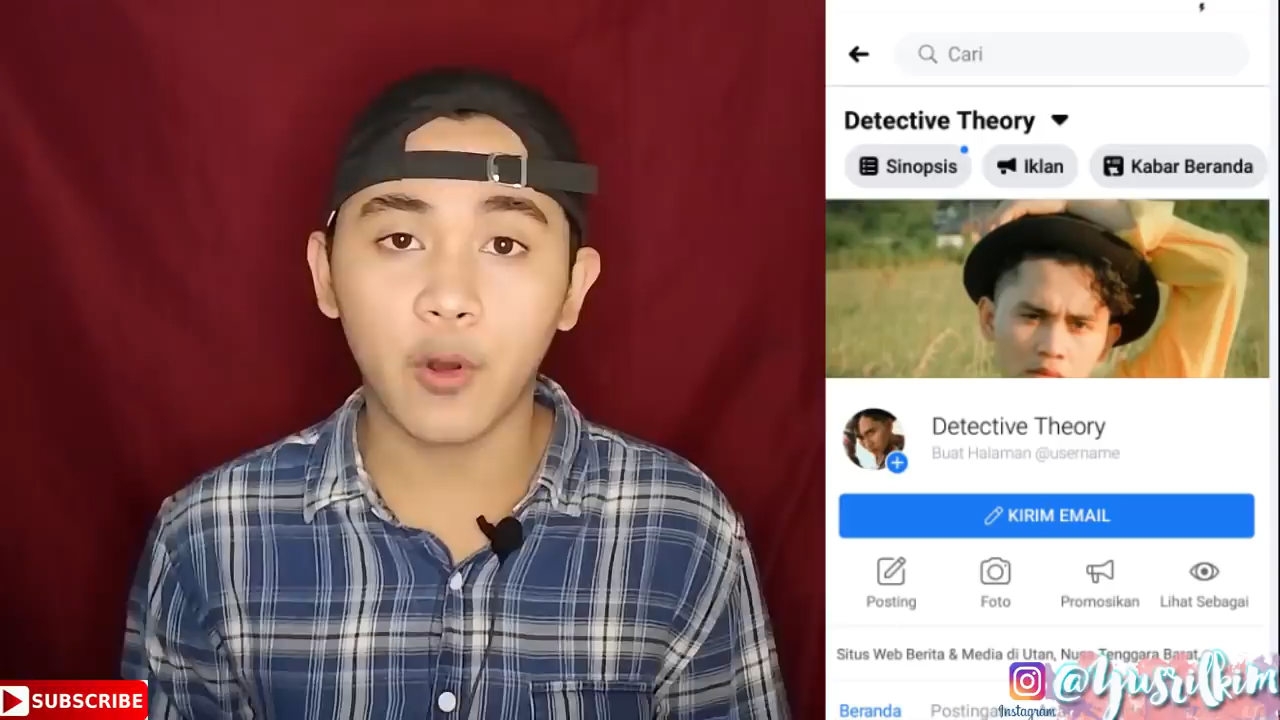 Cari
Detective Theory
Sinopsis
Iklan
Kabar Beranda
Detective Theory
Buat Halaman @username
KIRIM EMAIL
Posting
Foto
Promosikan
Lihat Sebagai
Situs Web Berita & Media di Utan, Nusa Tenggara Barat,
@yusrilkim
Instagram
Beranda
SUBSCRIBE